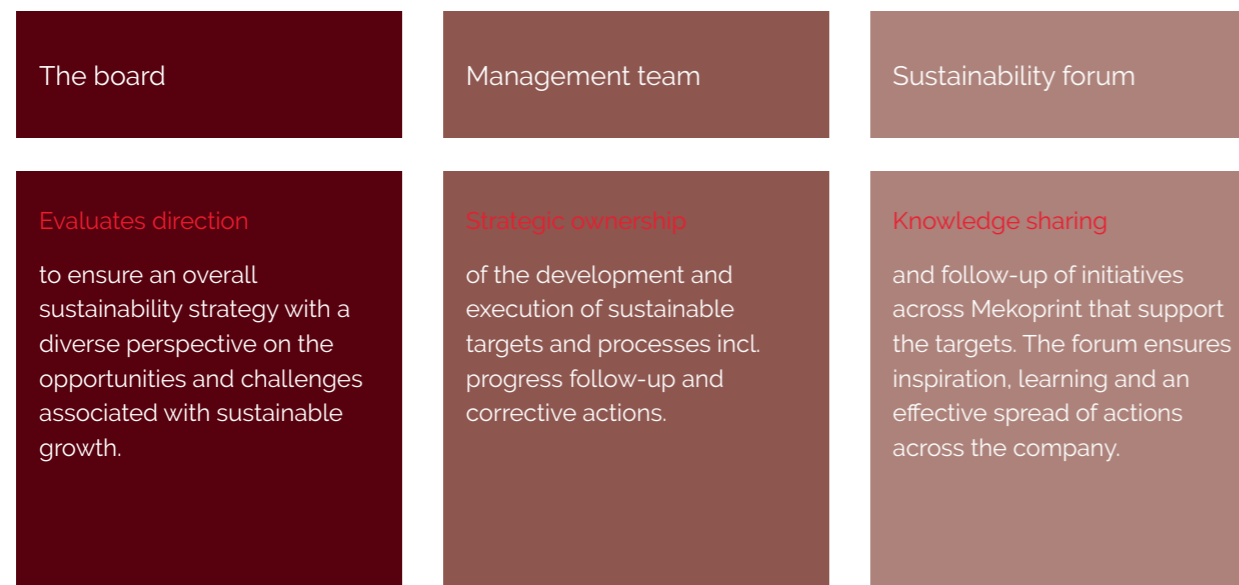 The board
Evaluates direction
to ensure an overall
sustainability strategy with a
diverse perspective on the
opportunities and challenges
associated with sustainable
growth.
Management team
Strategic ownership
of the development and
execution of sustainable
targets and processes incl.
progress follow-up and
corrective actions.
Sustainability forum
Knowledge sharing
and follow-up of initiatives
across Mekoprint that support
the targets. The forum ensures
inspiration, learning and an
effective spread of actions
across the company.